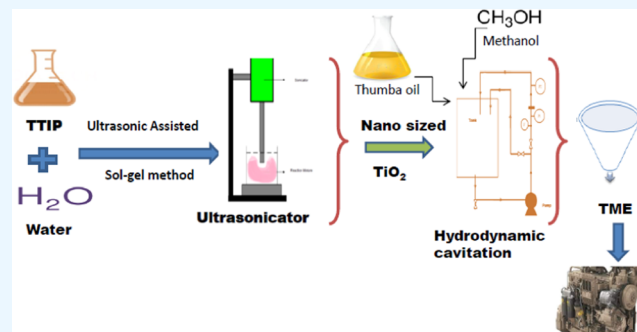 TTIP
H₂O
Water
Ultrasonic Assisted
Sol-gel method
Ultrasonicator
Thumba oil
CH₃OH
Methanol
Nano sized
TiO₂
Tank
Hydrodynamic
cavitation
TME